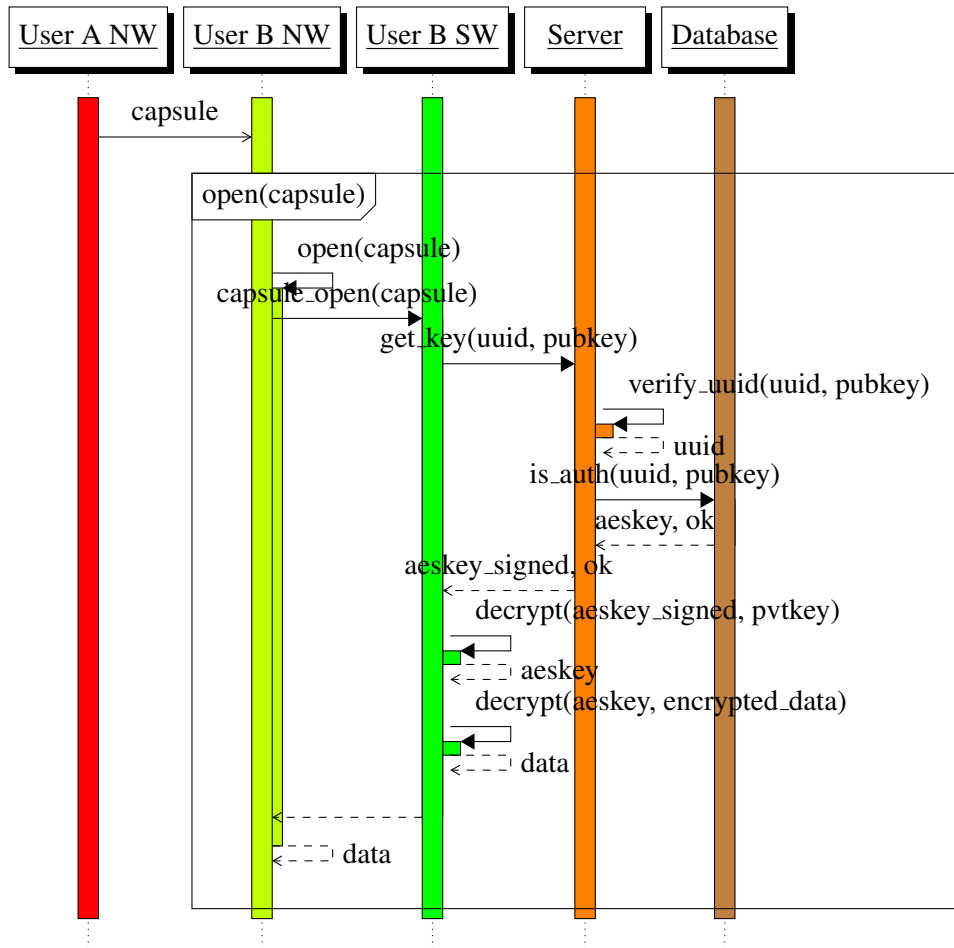 User A NW
User B NW
User B SW
Server
Database
capsule
open(capsule)
open(capsule)
capsule_open(capsule)
get_key(uuid, pubkey)
verify_uuid(uuid, pubkey)
uuid
is_auth(uuid, pubkey)
aeskey, ok
aeskey_signed, ok
decrypt(aeskey_signed, pvtkey)
aeskey
decrypt(aeskey, encrypted_data)
data
data